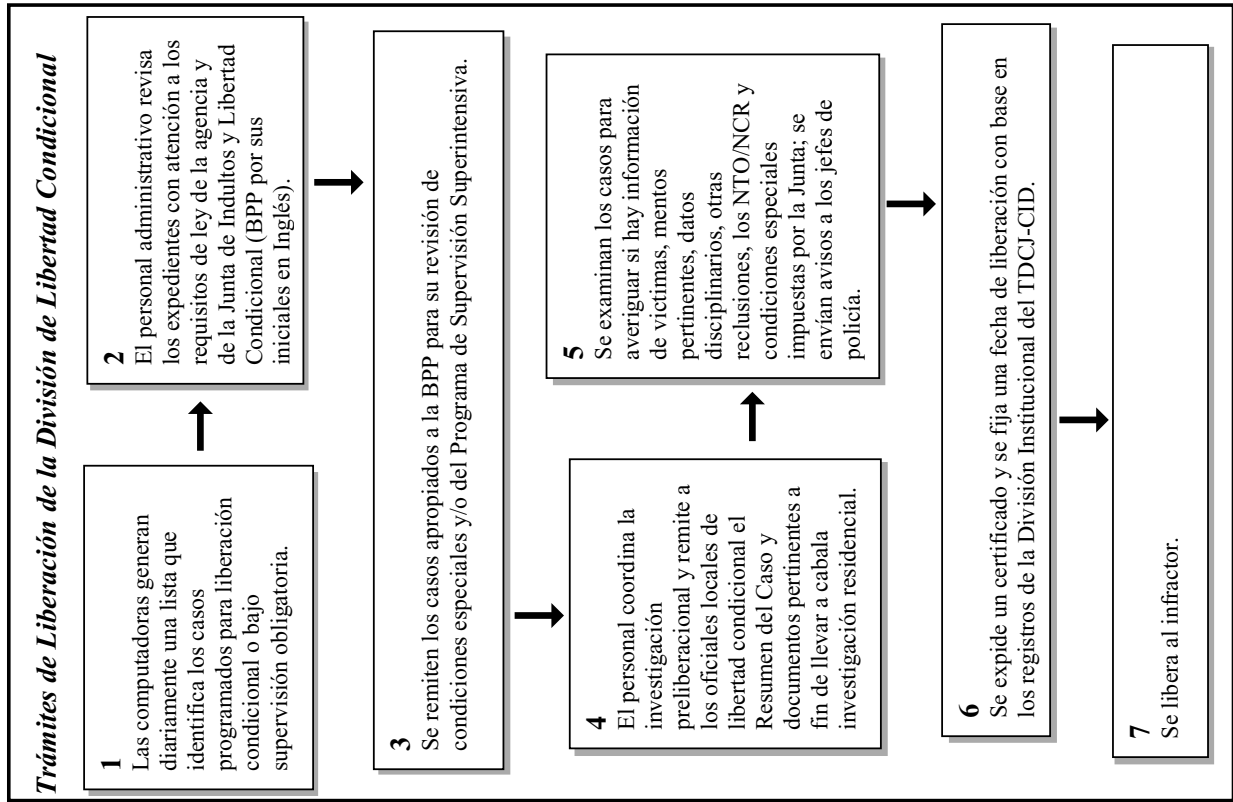 Trámites de Liberación de la División de Libertad Condicional
1
Las computadoras generan
diariamente una lista que
identifica los casos
programados para liberación
condicional o bajo
supervisión obligatoria.
2
El personal administrativo revisa
los expedientes con atención a los
requisitos de ley de la agencia y
de la Junta de Indultos y Libertad
Condicional (BPP por sus
iniciales en Inglés).
3
Se remiten los casos apropiados a la BPP para su revisión de
condiciones especiales y/o del Programa de Supervisión Superintensiva.
4
El personal coordina la
investigación
preliberacional y remite a
los oficiales locales de
libertad condicional el
Resumen del Caso y
documentos pertinentes a
fin de llevar a cabala
investigación residencial.
5
Se examinan los casos para
averiguar si hay información
de victimas, mentos
pertinentes, datos
disciplinarios, otras
reclusiones, los NTO/NCR y
condiciones especiales
impuestas por la Junta; se
envían avisos a los jefes de
policía.
6
Se expide un certificado y se fija una fecha de liberación con base en
los registros de la División Institucional del TDCJ-CID.
7
Se libera al infractor.